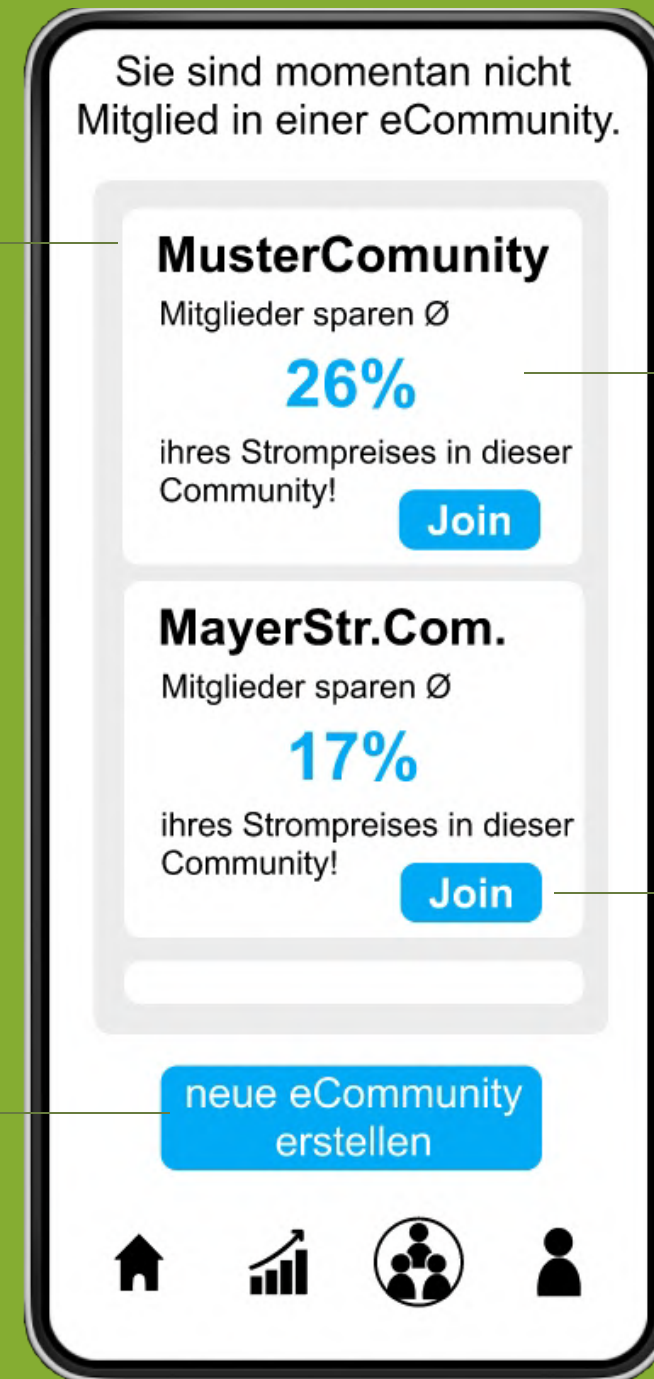 Sie sind momentan nicht
Mitglied in einer eCommunity.
MusterComunity
Mitglieder sparen Ø
26%
ihres Strompreises in dieser
Community!
Join
MayerStr.Com.
Mitglieder sparen Ø
17%
ihres Strompreises in dieser
Community!
Join
neue eCommunity
erstellen